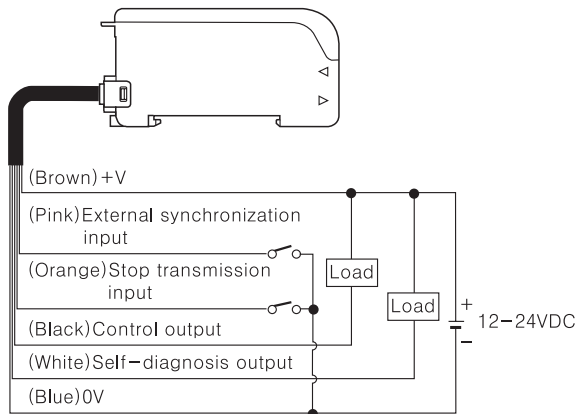 (Brown)+V
(Pink)External synchronization
input
(Orange)Stop transmission
input
(Black)Control output
(White)Self-diagnosis output
(Blue)0V
Load
Load
+
12-24VDC
-